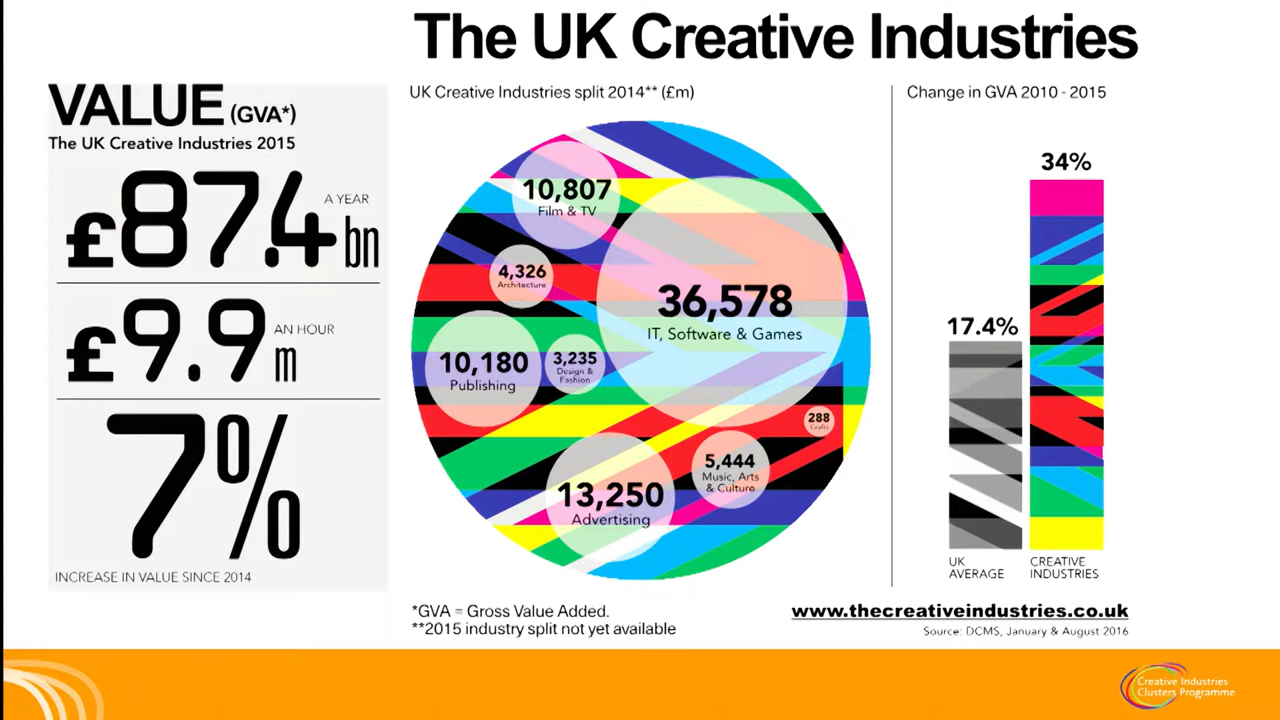 The UK Creative Industries
VALUE (GVA*)
The UK Creative Industries 2015
£87.4 bn A YEAR
£9.9 m AN HOUR
7%
INCREASE IN VALUE SINCE 2014
UK Creative Industries split 2014** (£m)
10,807
Film & TV
4,326
Architecture
36,578
IT, Software & Games
10,180
Publishing
3,235
Design &
Fashion
288
Crafts
5,444
Music, Arts
& Culture
13,250
Advertising
*GVA = Gross Value Added.
**2015 industry split not yet available
Change in GVA 2010 - 2015
34%
17.4%
UK
AVERAGE
CREATIVE
INDUSTRIES
www.thecreativeindustries.co.uk
Source: DCMS, January & August 2016
Creative Industries
Clusters Programme